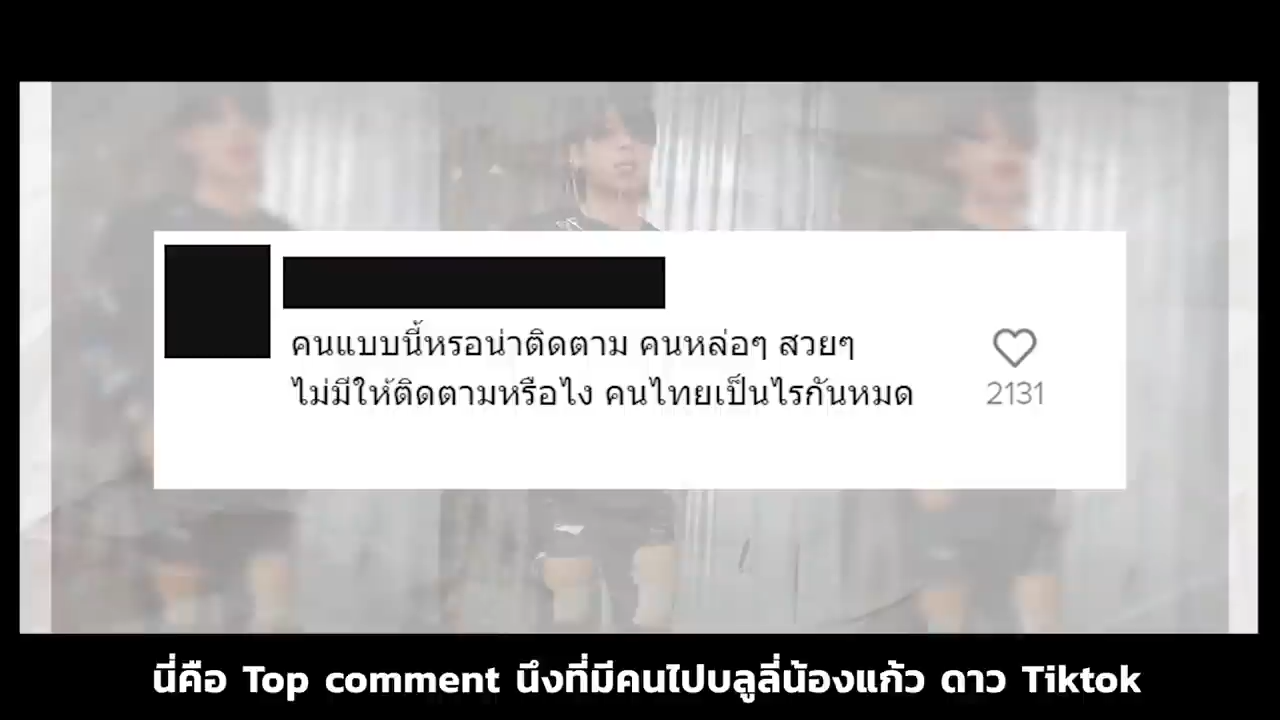 คนแบบนี้หรอน่าติดตาม คนหล่อๆ สวยๆ
ไม่มีให้ติดตามหรือไง คนไทยเป็นไรกันหมด
2131
นี่คือ Top comment นึงที่มีคนไปบลูลี่น้องแก้ว ดาว Tiktok